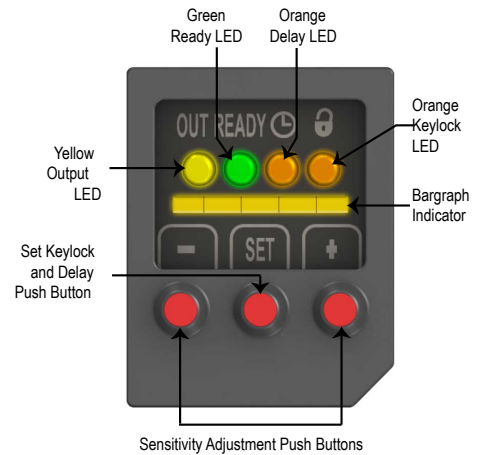 Green
Ready LED
Orange
Delay LED
Orange
Keylock
LED
OUT READY
Yellow
Output
LED
Bargraph
Indicator
- SET +
Set Keylock
and Delay
Push Button
Sensitivity Adjustment Push Buttons